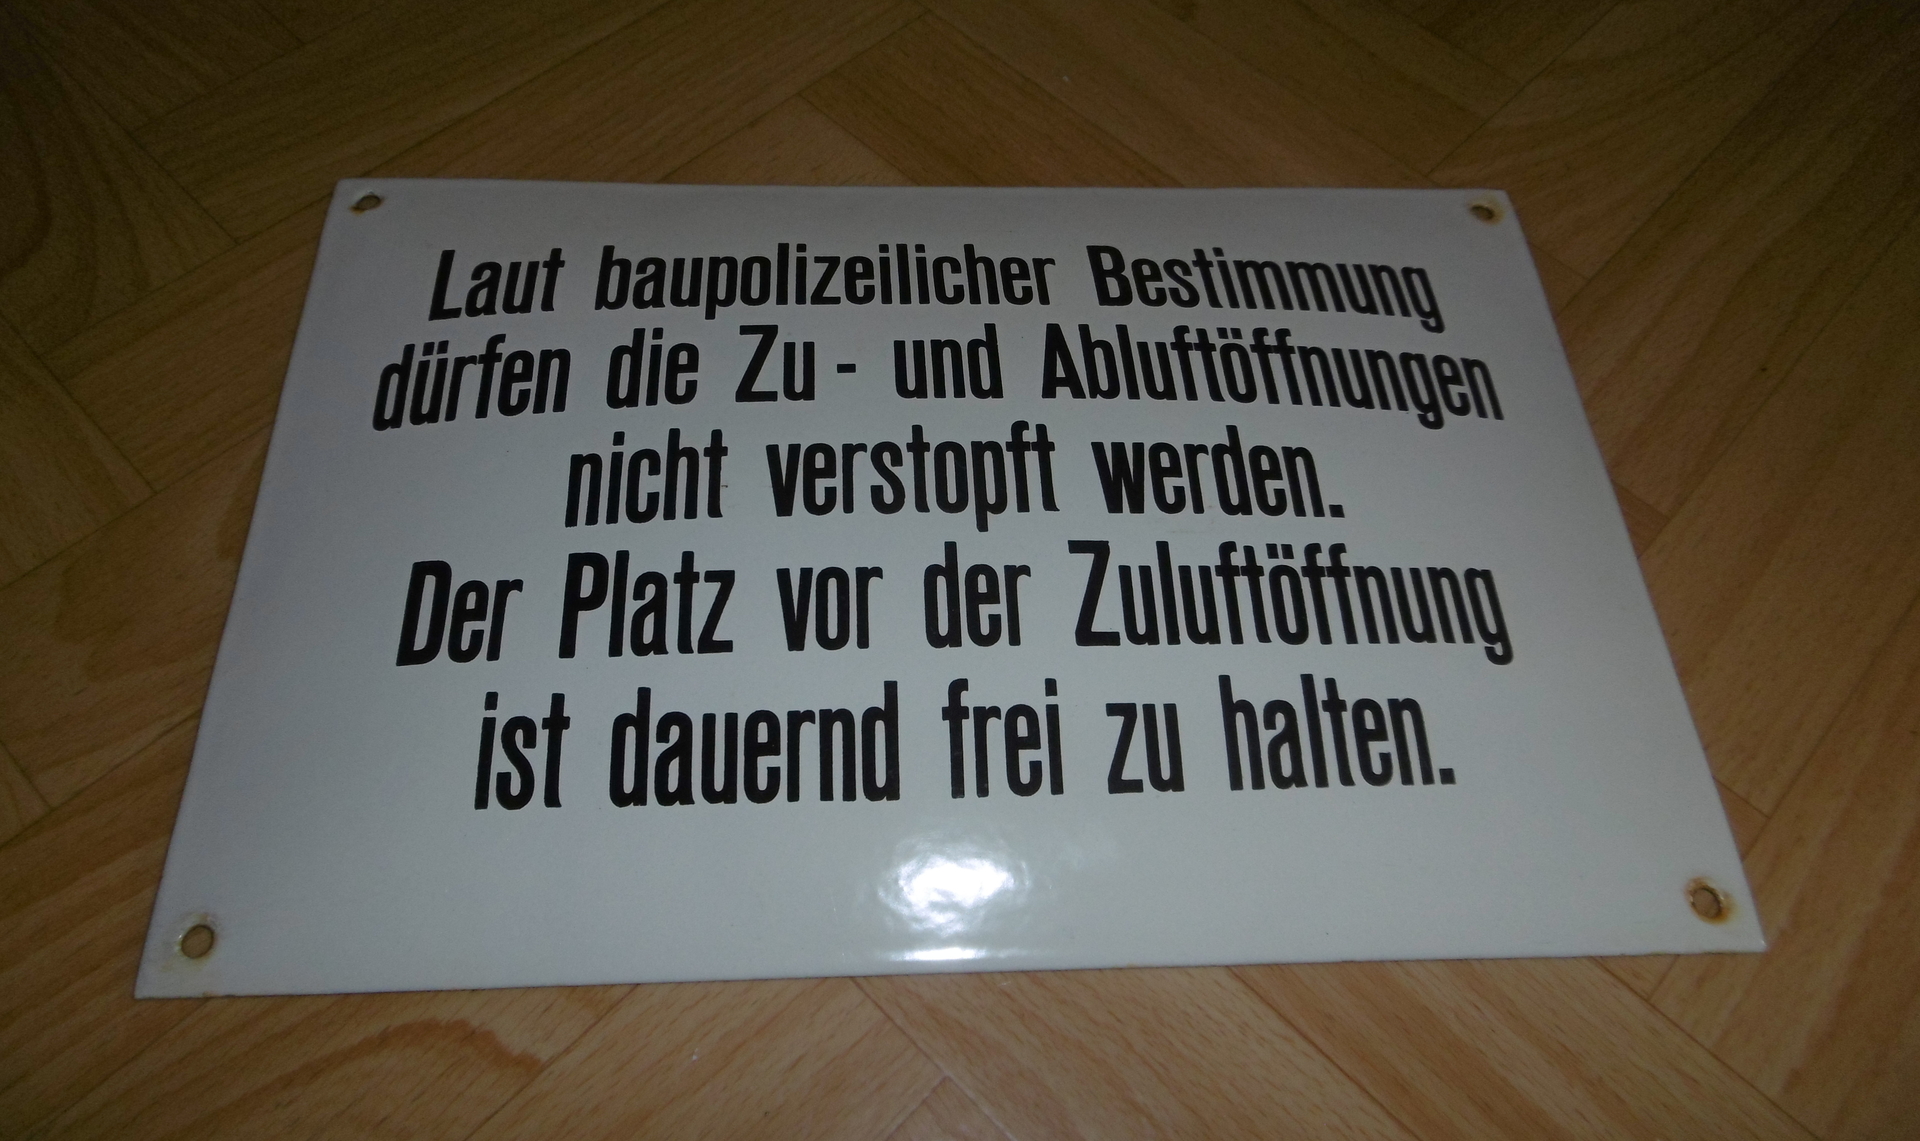 Laut baupolizeilicher Bestimmung
dürfen die Zu - und Abluftöffnungen
nicht verstopft werden.
Der Platz vor der Zuluftöffnung
ist dauernd frei zu halten.